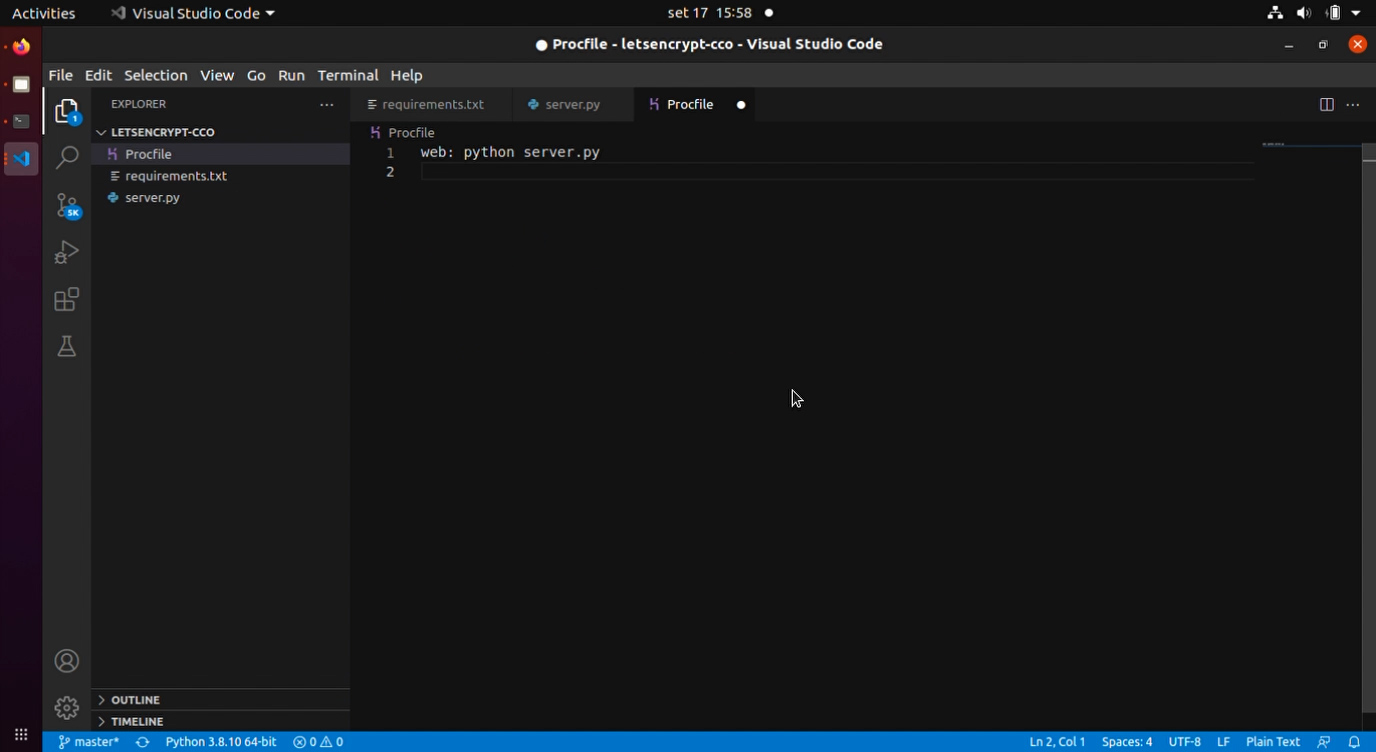 Activities Visual Studio Code set 17 15:58
Procfile - letsencrypt-cco - Visual Studio Code
File Edit Selection View Go Run Terminal Help
EXPLORER requirements.txt server.py Procfile
1
LETSENCRYPT-CCO Procfile
Procfile 1 web: python server.py
requirements.txt 2
server.py
5K
OUTLINE
TIMELINE
master* Python 3.8.10 64-bit 0 0 Ln 2, Col 1 Spaces: 4 UTF-8 LF Plain Text